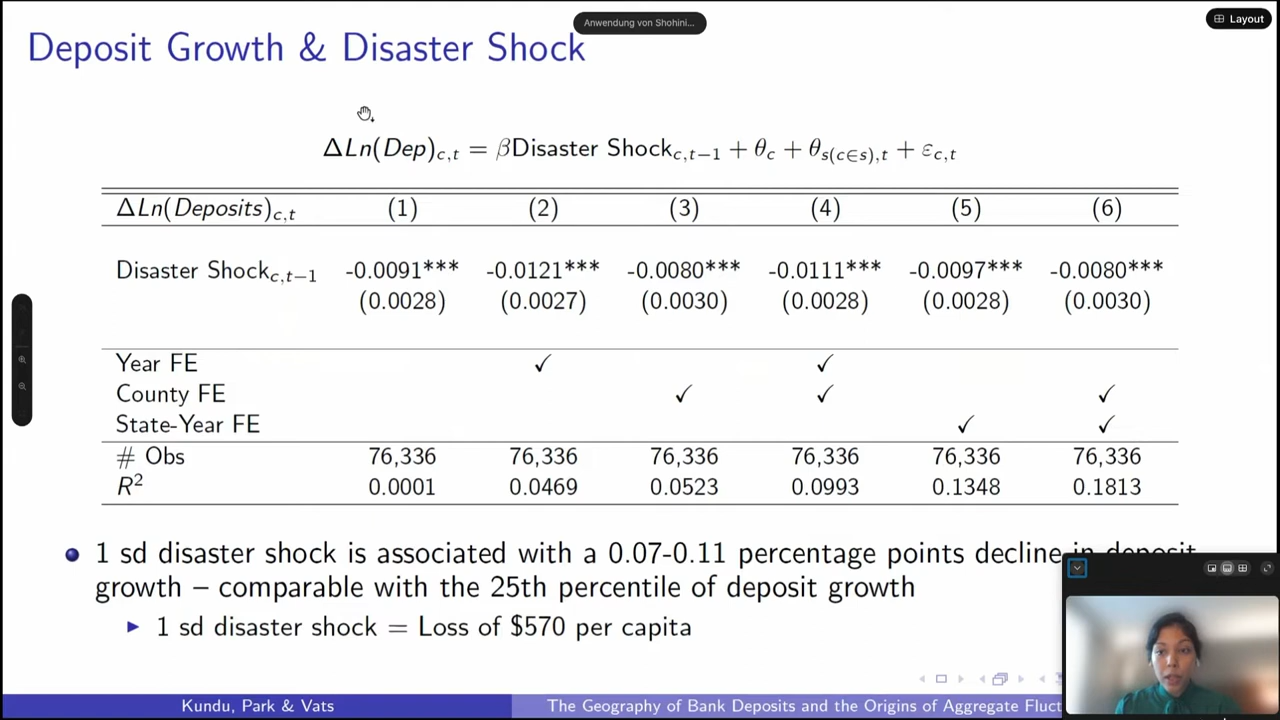 Anwendung von Shohini...
Layout
Deposit Growth & Disaster Shock
ΔLn(Dep)c,t = βDisaster Shockc,t−1 + θc + θs(c∈s),t + εc,t
ΔLn(Deposits)c,t (1) (2) (3) (4) (5) (6)
Disaster Shockc,t−1 -0.0091*** -0.0121*** -0.0080*** -0.0111*** -0.0097*** -0.0080***
(0.0028) (0.0027) (0.0030) (0.0028) (0.0028) (0.0030)
Year FE ✓ ✓
County FE ✓ ✓ ✓
State-Year FE ✓ ✓
# Obs 76,336 76,336 76,336 76,336 76,336 76,336
R² 0.0001 0.0469 0.0523 0.0993 0.1348 0.1813
1 sd disaster shock is associated with a 0.07-0.11 percentage points decline in deposit
growth – comparable with the 25th percentile of deposit growth
1 sd disaster shock = Loss of $570 per capita
Kundu, Park & Vats
The Geography of Bank Deposits and the Origins of Aggregate Fluct